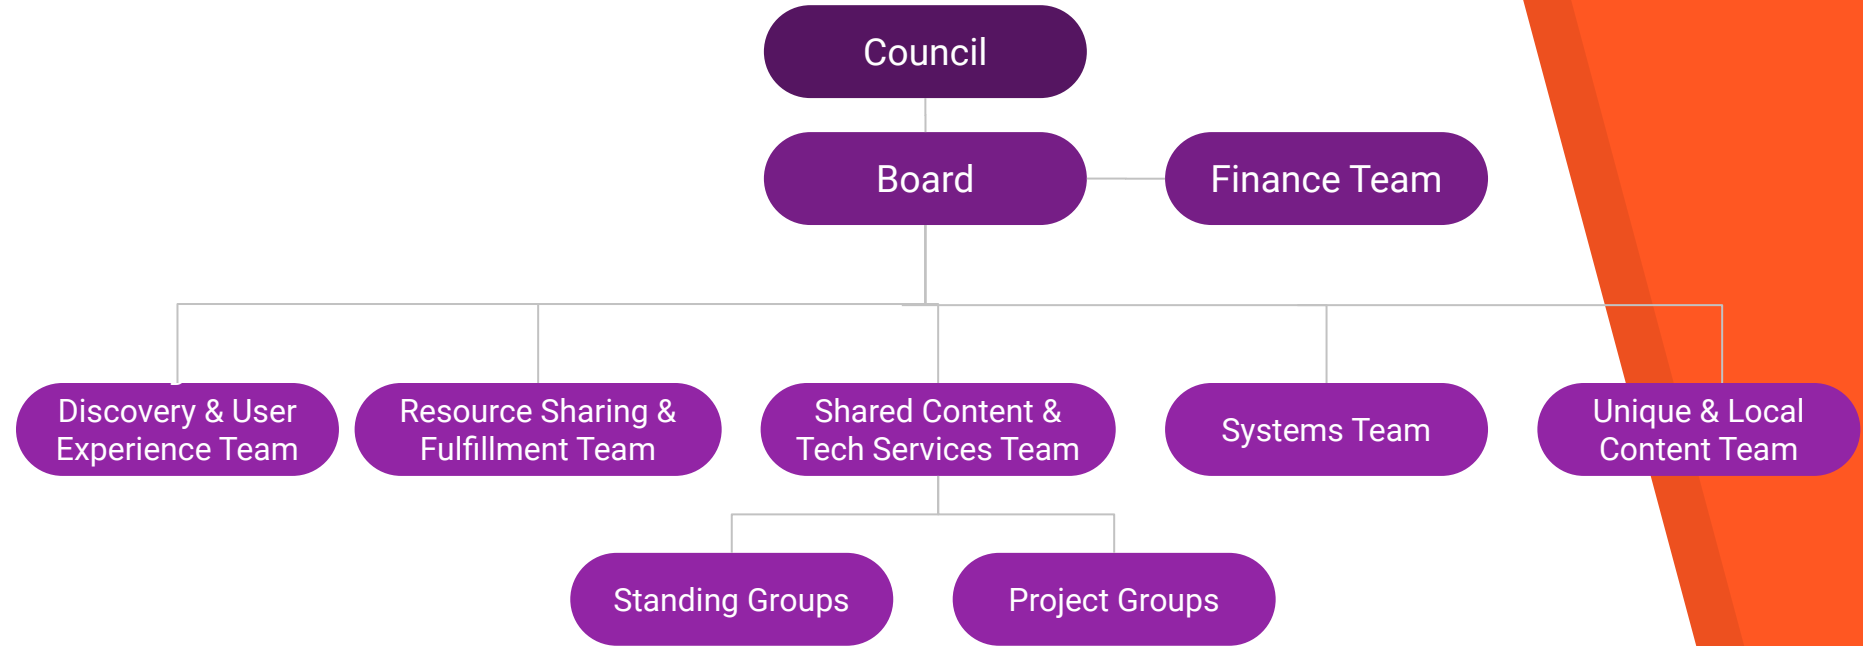 Council
Board
Finance Team
Discovery & User
Experience Team
Resource Sharing &
Fulfillment Team
Shared Content &
Tech Services Team
Systems Team
Unique & Local
Content Team
Standing Groups
Project Groups